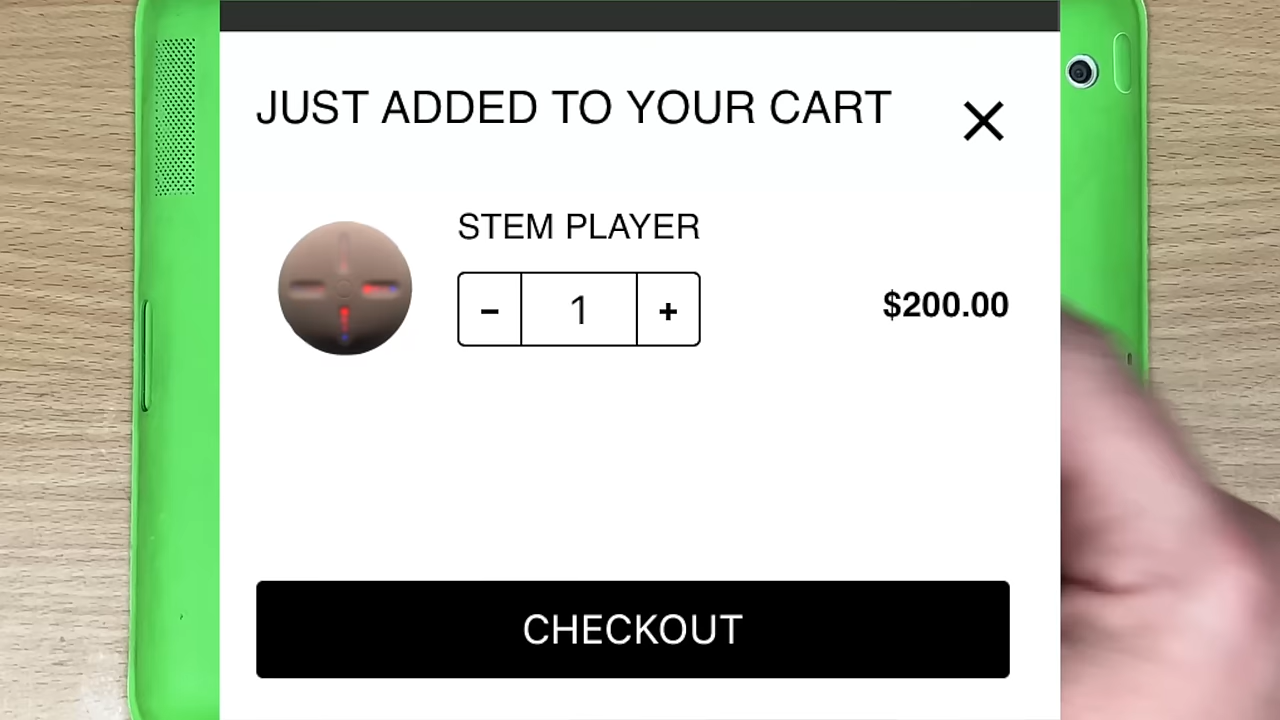 JUST ADDED TO YOUR CART
STEM PLAYER
− 1 +
$200.00
CHECKOUT